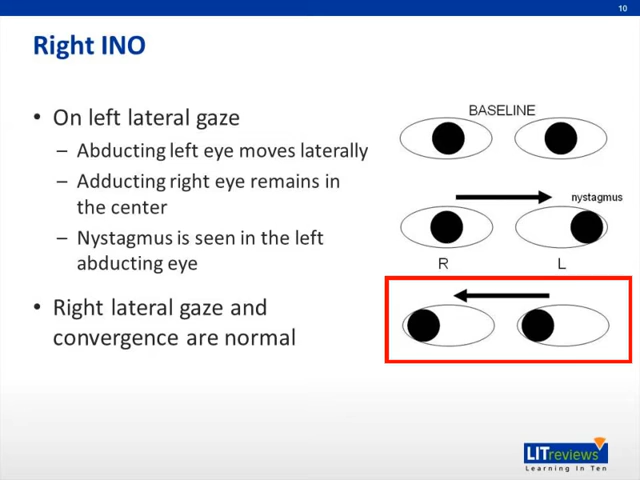 10
Right INO
• On left lateral gaze
– Abducting left eye moves laterally
– Adducting right eye remains in
the center
– Nystagmus is seen in the left
abducting eye
• Right lateral gaze and
convergence are normal
BASELINE
nystagmus
R L
LITreviews
Learning In Ten